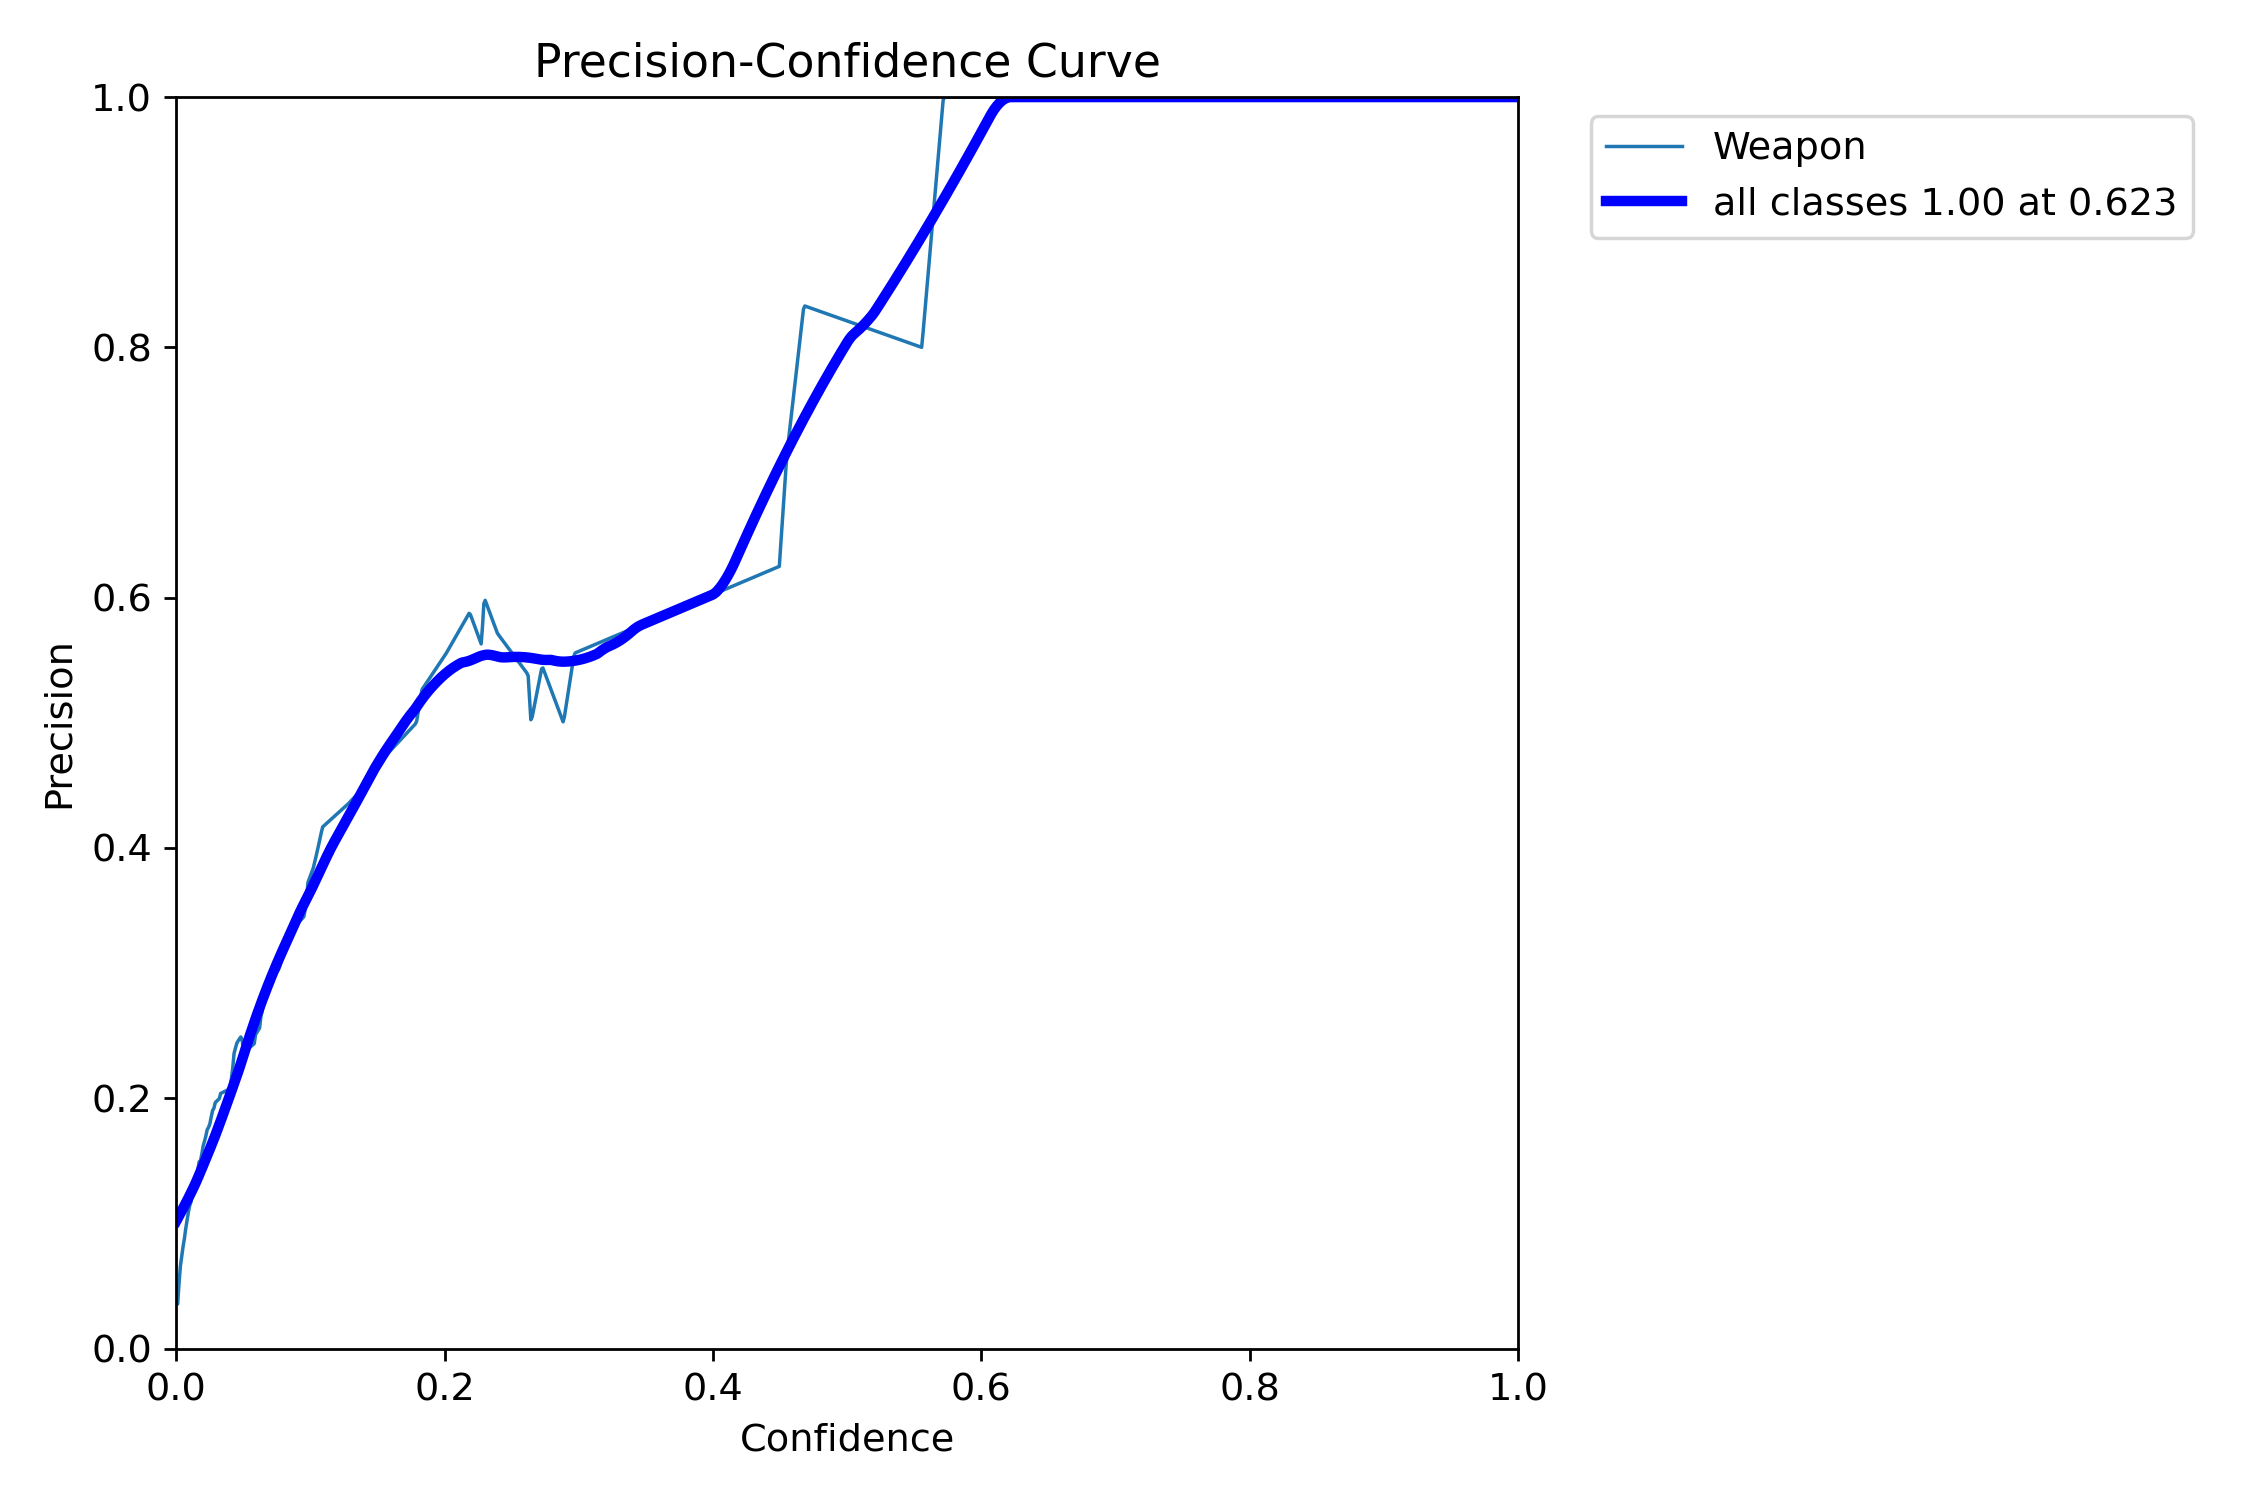 Precision-Confidence Curve
Weapon
all classes 1.00 at 0.623
1.0
0.8
0.6
0.4
0.2
0.0
Precision
0.0 0.2 0.4 0.6 0.8 1.0
Confidence